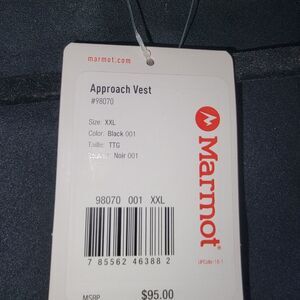 marmot.com
Approach Vest
#98070
Size: XXL
Color: Black 001
Taille: TTG
Noir 001
98070 001 XXL
7 85562 46388 2
MSRP $95.00
Marmot